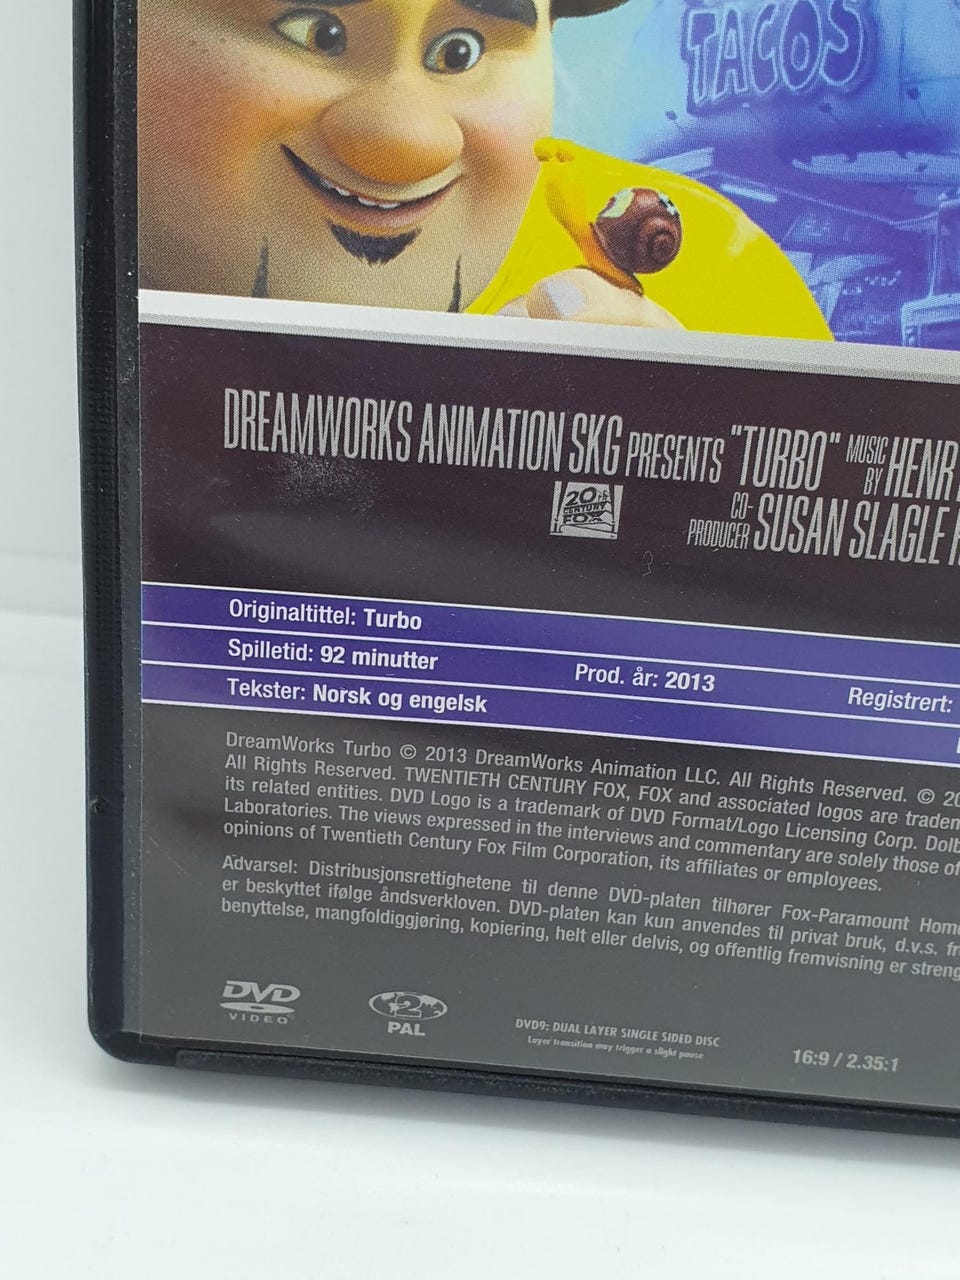 TACOS
DREAMWORKS ANIMATION SKG PRESENTS "TURBO" MUSIC BY
20TH CENTURY FOX
CO-PRODUCER SUSAN SLAGLE
Originaltittel: Turbo
Spilletid: 92 minutter Prod. år: 2013 Registrert:
Tekster: Norsk og engelsk
DreamWorks Turbo © 2013 DreamWorks Animation LLC. All Rights Reserved. ©
All Rights Reserved. TWENTIETH CENTURY FOX, FOX and associated logos are
its related entities. DVD Logo is a trademark of DVD Format/Logo Licensing Corp.
Laboratories. The views expressed in the interviews and commentary are solely those of
opinions of Twentieth Century Fox Film Corporation, its affiliates or employees.
Advarsel: Distribusjonsrettighetene til denne DVD-platen tilhører Fox-Paramount
er beskyttet ifølge åndsverkloven. DVD-platen kan kun anvendes til privat bruk, d.v.s.
benyttelse, mangfoldiggjøring, kopiering, helt eller delvis, og offentlig fremvisning er
DVD VIDEO
2 PAL
DVD9: DUAL LAYER SINGLE SIDED DISC
Layer transition may trigger a slight pause
16:9 / 2.35:1